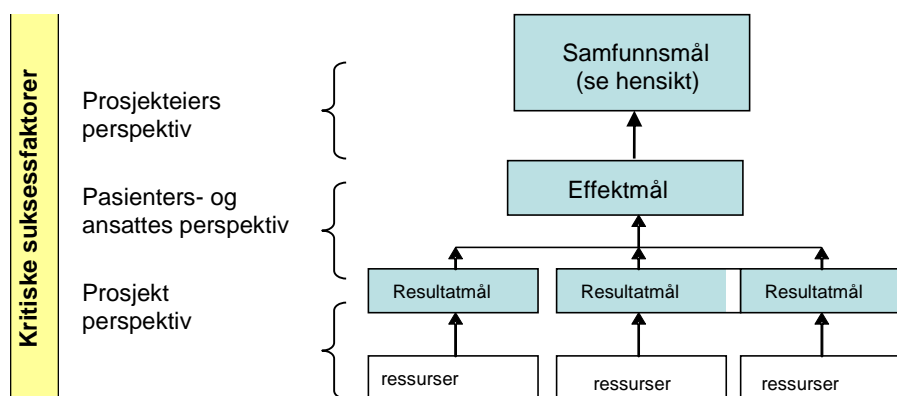 Kritiske suksessfaktorer
Samfunnsmål
(se hensikt)
Prosjekteiers
perspektiv
Effektmål
Pasienters- og
ansattes perspektiv
Resultatmål
Resultatmål
Resultatmål
Prosjekt
perspektiv
ressurser
ressurser
ressurser